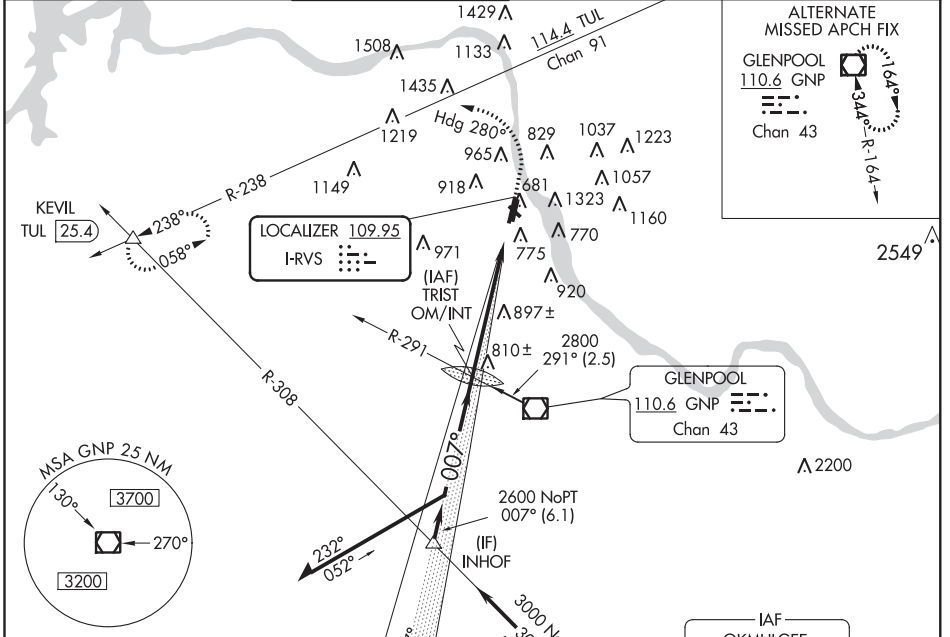 1429
114.4 TUL
Chan 91
1508
1133
1435
ALTERNATE
MISSED APCH FIX
GLENPOOL
110.6 GNP
Chan 43
164°
344°
R-164
Hdg 280°
1219
829
1037
1223
965
1149
918
681
1057
1323
1160
R-238
KEVIL
TUL 25.4
238°
058°
LOCALIZER 109.95
I-RVS
971
775
770
2549
(IAF)
TRIST
OM/INT
920
897±
R-291
810±
2800
291° (2.5)
GLENPOOL
110.6 GNP
Chan 43
R-308
MSA GNP 25 NM
130°
3700
270°
3200
2200
007°
2600 NoPT
007° (6.1)
232°
052°
(IF)
INHOF
3000 N
IAF